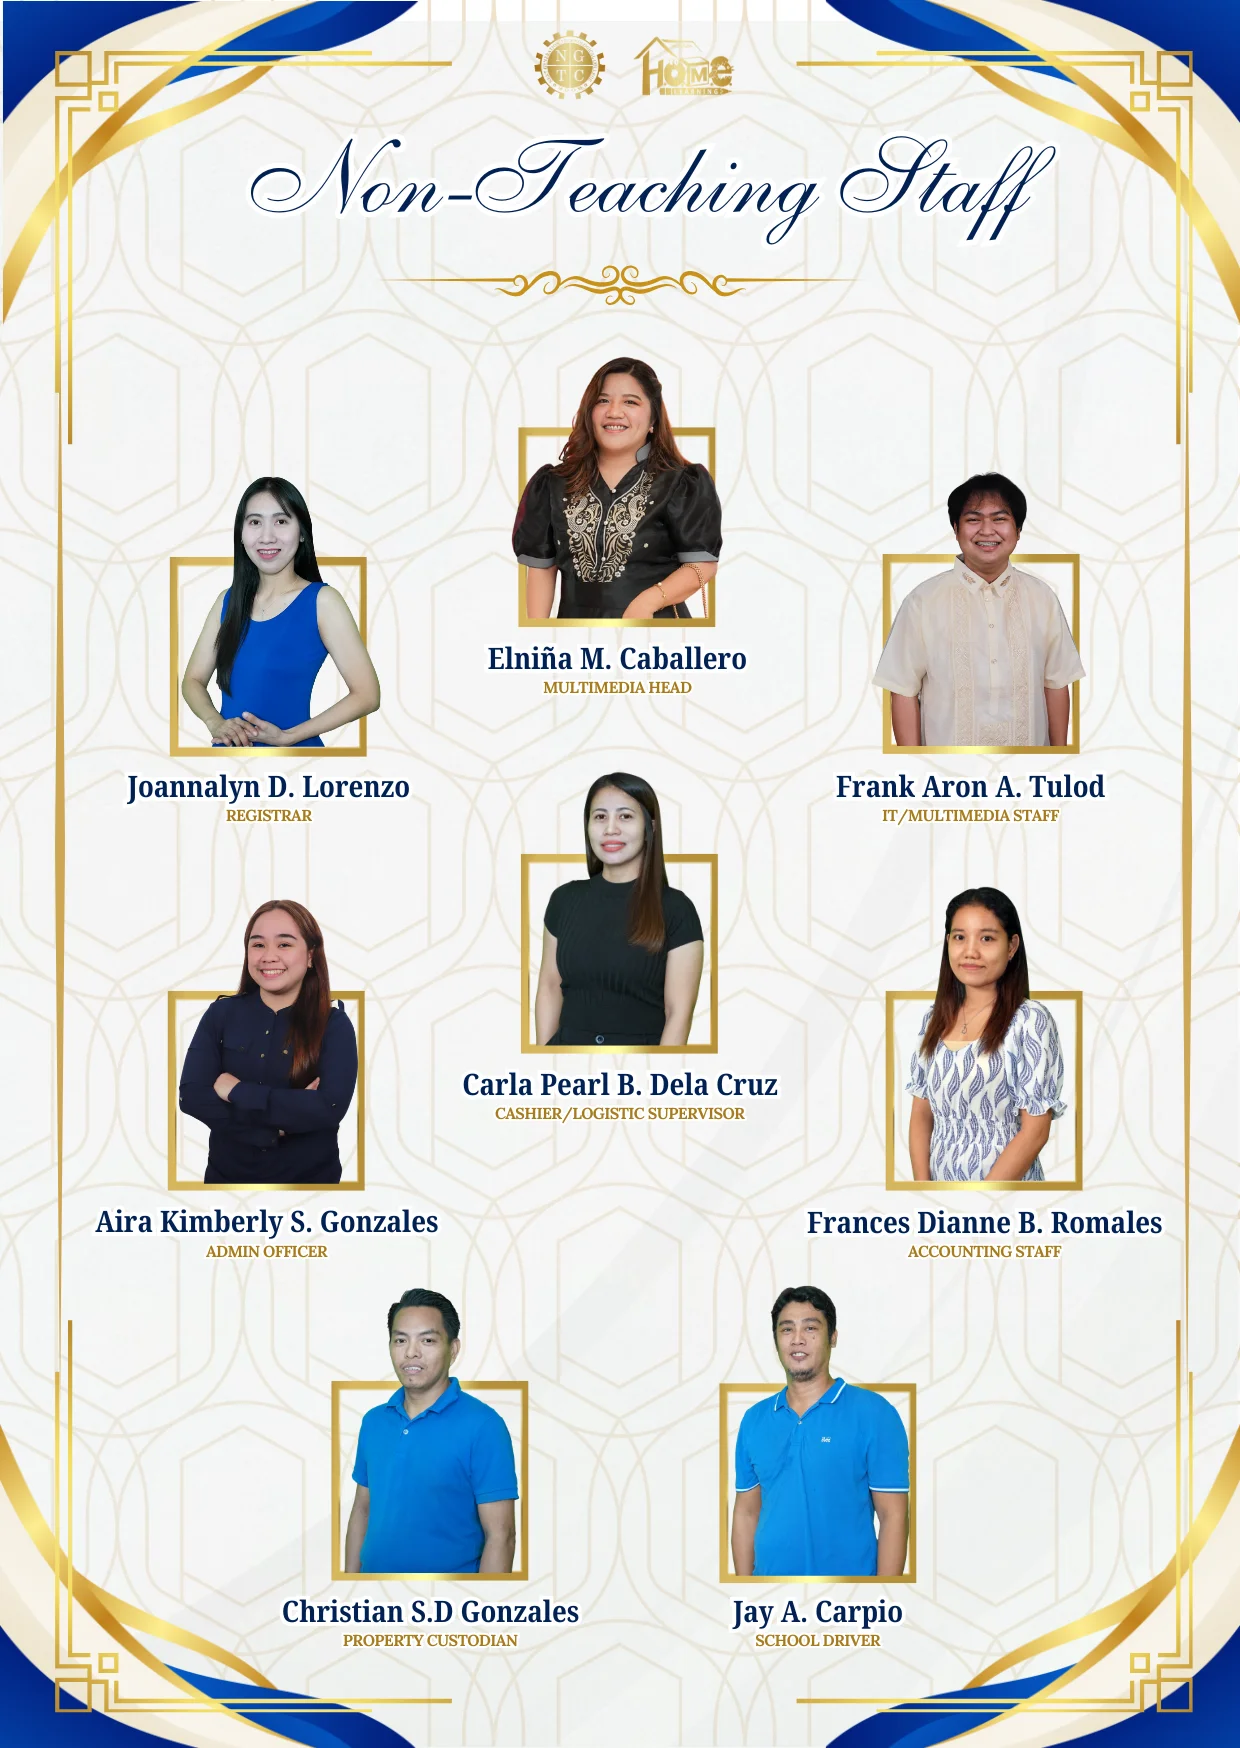 N G
T C
HOME
LEARNING
Non-Teaching Staff
Elniña M. Caballero
MULTIMEDIA HEAD
Joannalyn D. Lorenzo
REGISTRAR
Frank Aron A. Tulod
IT/MULTIMEDIA STAFF
Carla Pearl B. Dela Cruz
CASHIER/LOGISTIC SUPERVISOR
Aira Kimberly S. Gonzales
ADMIN OFFICER
Frances Dianne B. Romales
ACCOUNTING STAFF
Christian S.D Gonzales
PROPERTY CUSTODIAN
Jay A. Carpio
SCHOOL DRIVER